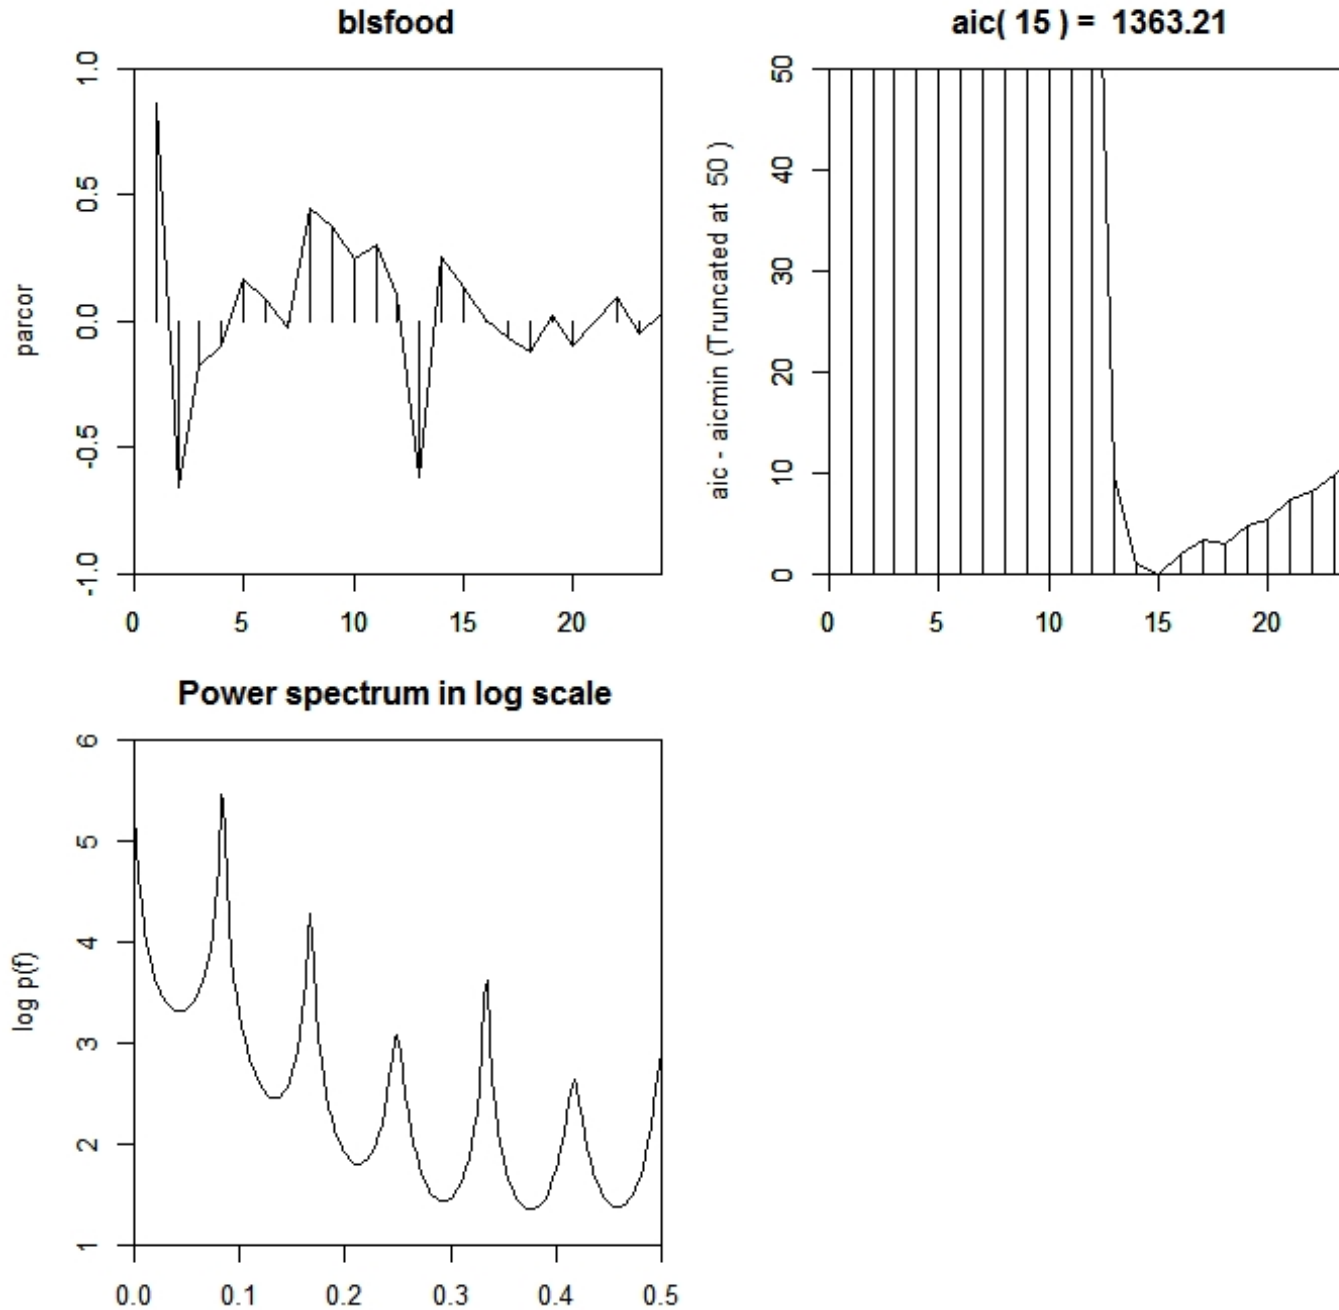 blsfood
1.0
0.5
0.0
-0.5
-1.0
parcor
0 5 10 15 20
aic( 15 ) = 1363.21
50
40
30
20
10
0
aic - aicmin (Truncated at 50 )
0 5 10 15 20
Power spectrum in log scale
6
5
4
3
2
1
log p(f)
0.0 0.1 0.2 0.3 0.4 0.5